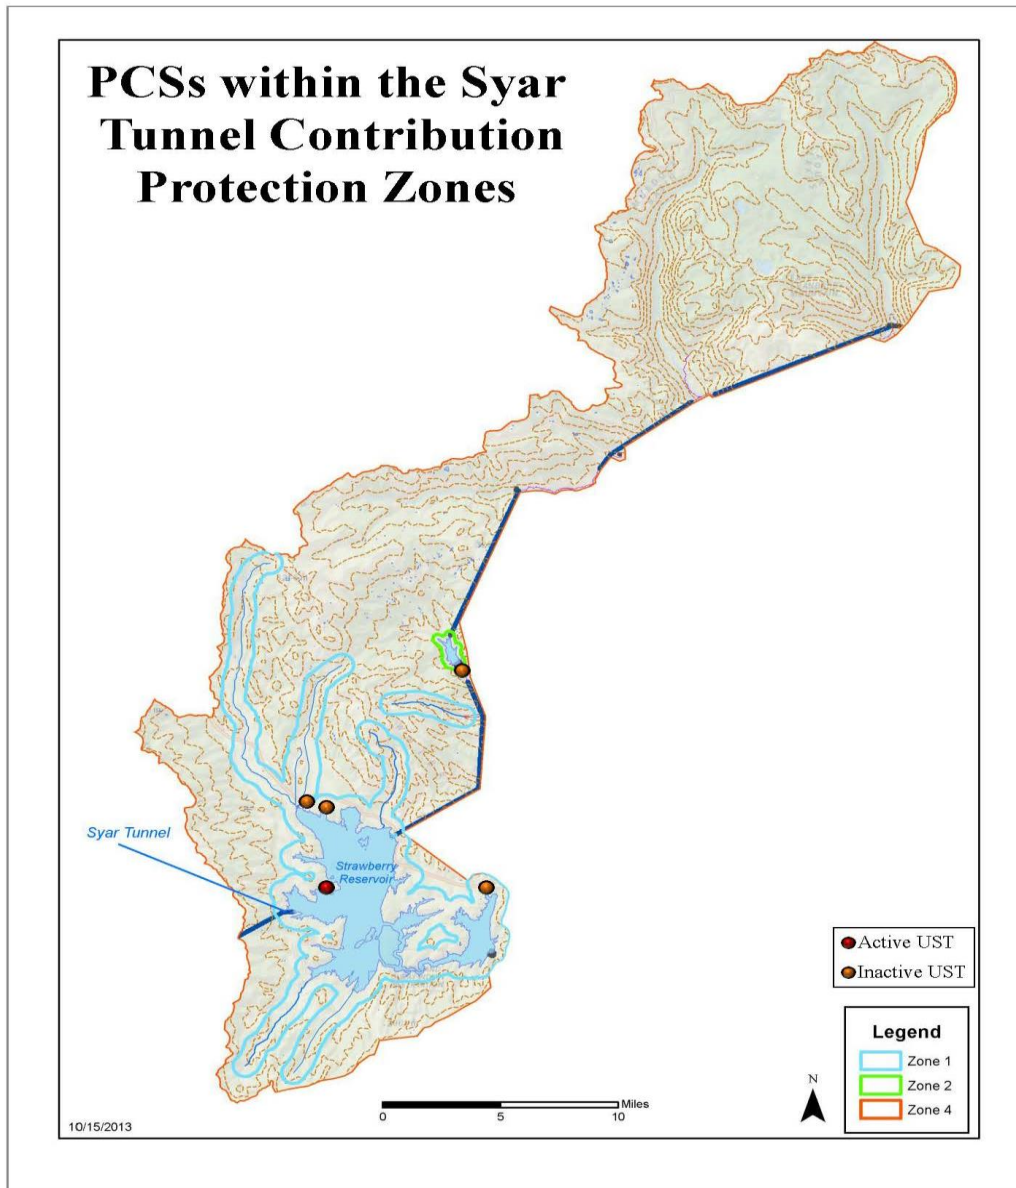 PCSs within the Syar
Tunnel Contribution
Protection Zones
Syar Tunnel
Strawberry
Reservoir
Active UST
Inactive UST
Legend
Zone 1
Zone 2
Zone 4
N
Miles
0 5 10
10/15/2013